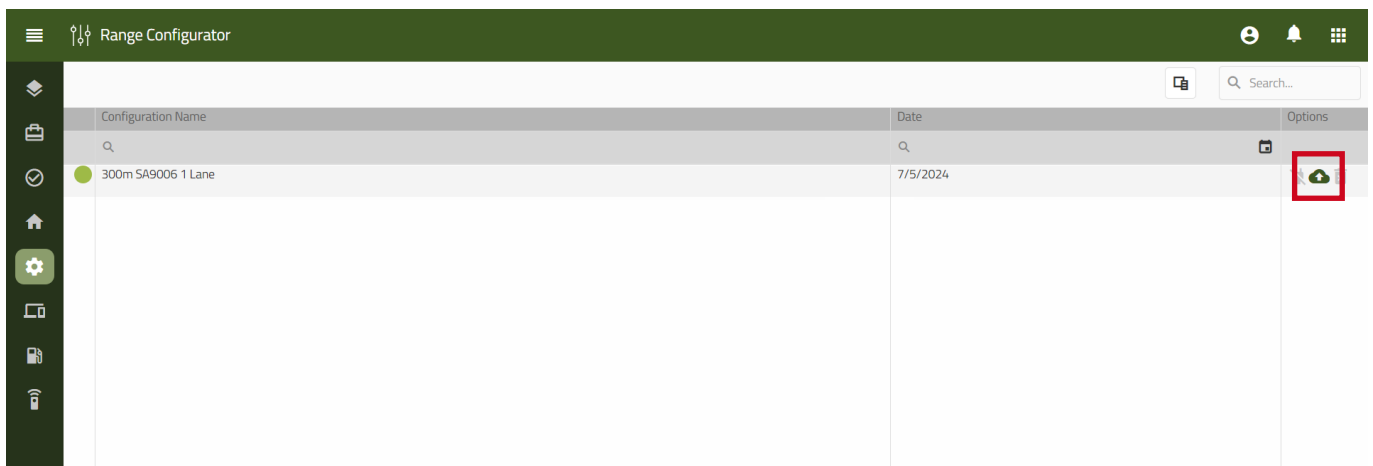 Range Configurator
Search...
Configuration Name Date Options
300m SA9006 1 Lane 7/5/2024